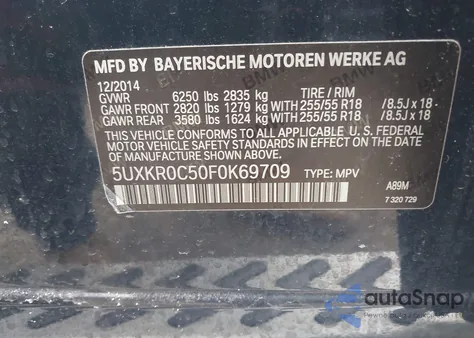 MFD BY BAYERISCHE MOTOREN WERKE AG
12/2014
GVWR 6250 lbs 2835 kg TIRE / RIM
GAWR FRONT 2820 lbs 1279 kg WITH 255/55 R18 /8.5J x 18 -
GAWR REAR 3580 lbs 1624 kg WITH 255/55 R18 /8.5J x 18 -
THIS VEHICLE CONFORMS TO ALL APPLICABLE U.S. FEDERAL
MOTOR VEHICLE SAFETY STANDARDS IN EFFECT ON THE DATE
OF MANUFACTURE SHOWN ABOVE.
5UXKR0C50F0K69709 TYPE: MPV
A89M
7 320 729
autoSnap